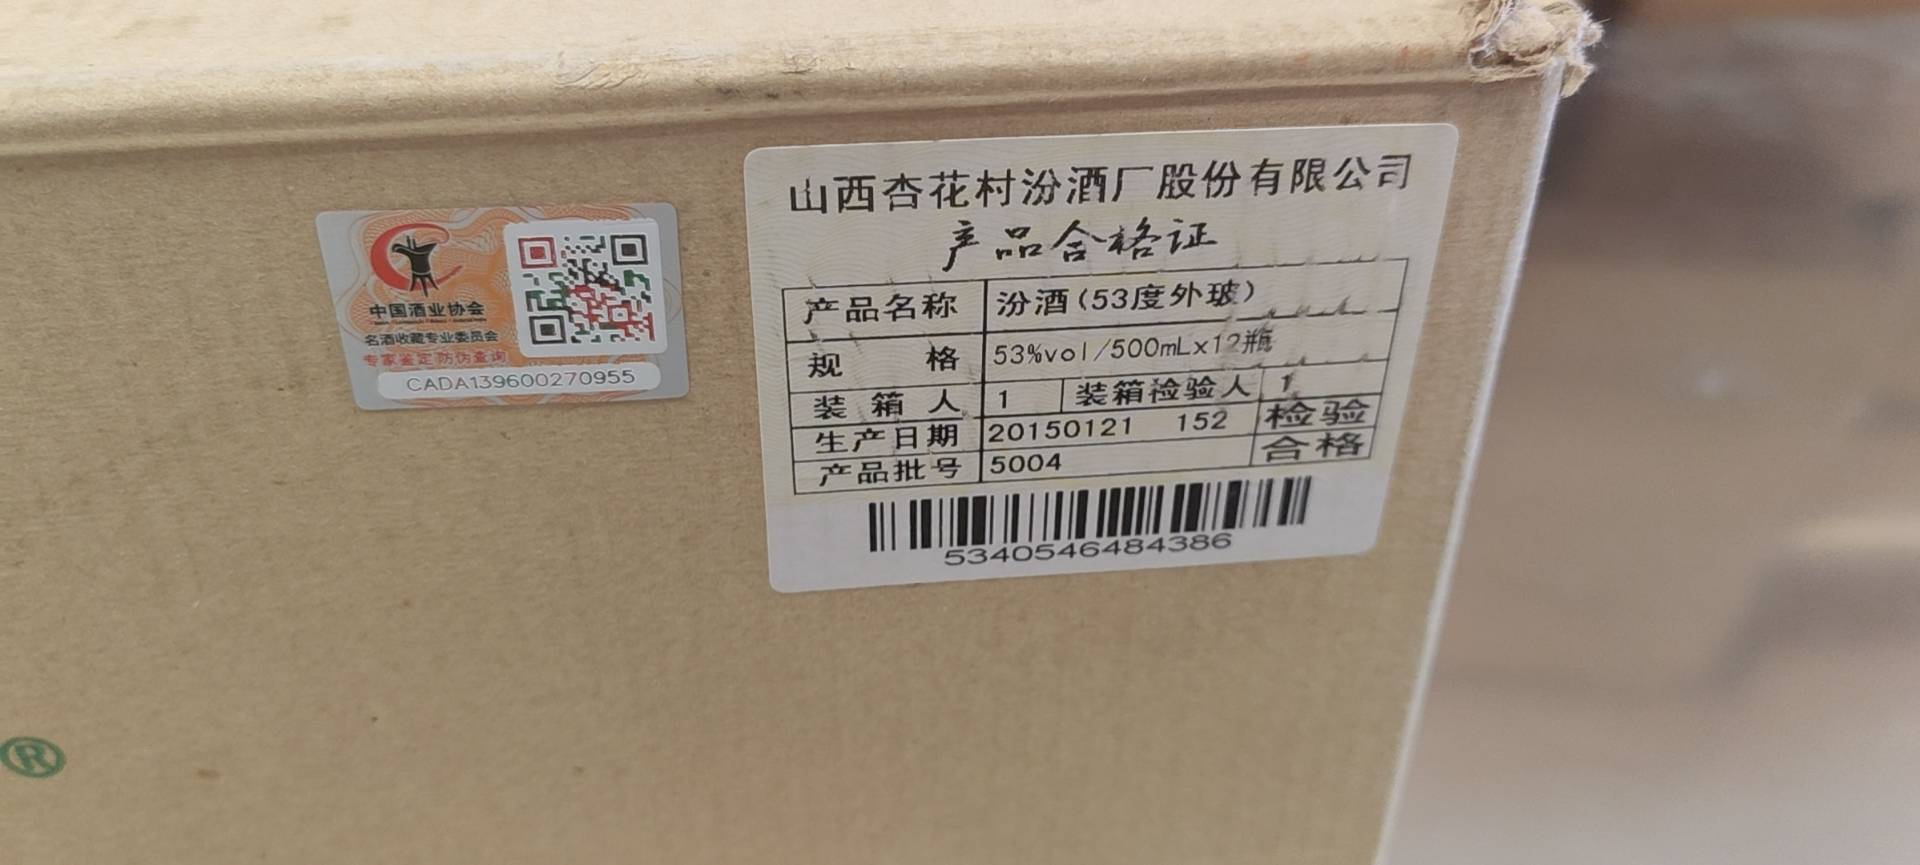 中国酒业协会
名酒收藏专业委员会
专家鉴定防伪查询
CADA139600270955
山西杏花村汾酒厂股份有限公司
产品合格证
产品名称 汾酒(53度外玻)
规格 53%vol/500mLx12瓶
装箱人 1 装箱检验人 1
生产日期 20150121 152 检验
产品批号 5004 合格
5340546484386
®